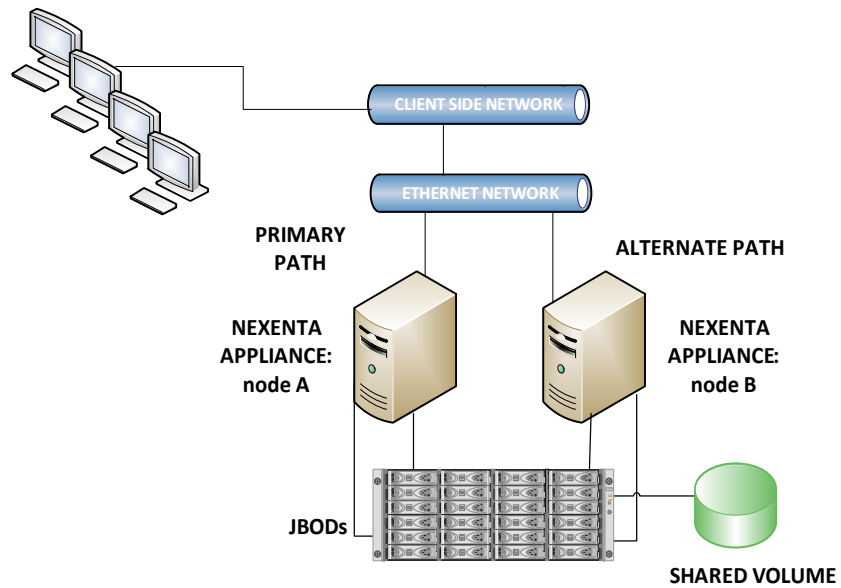 CLIENT SIDE NETWORK
ETHERNET NETWORK
PRIMARY
PATH
ALTERNATE PATH
NEXENTA
APPLIANCE:
node A
NEXENTA
APPLIANCE:
node B
JBODs
SHARED VOLUME